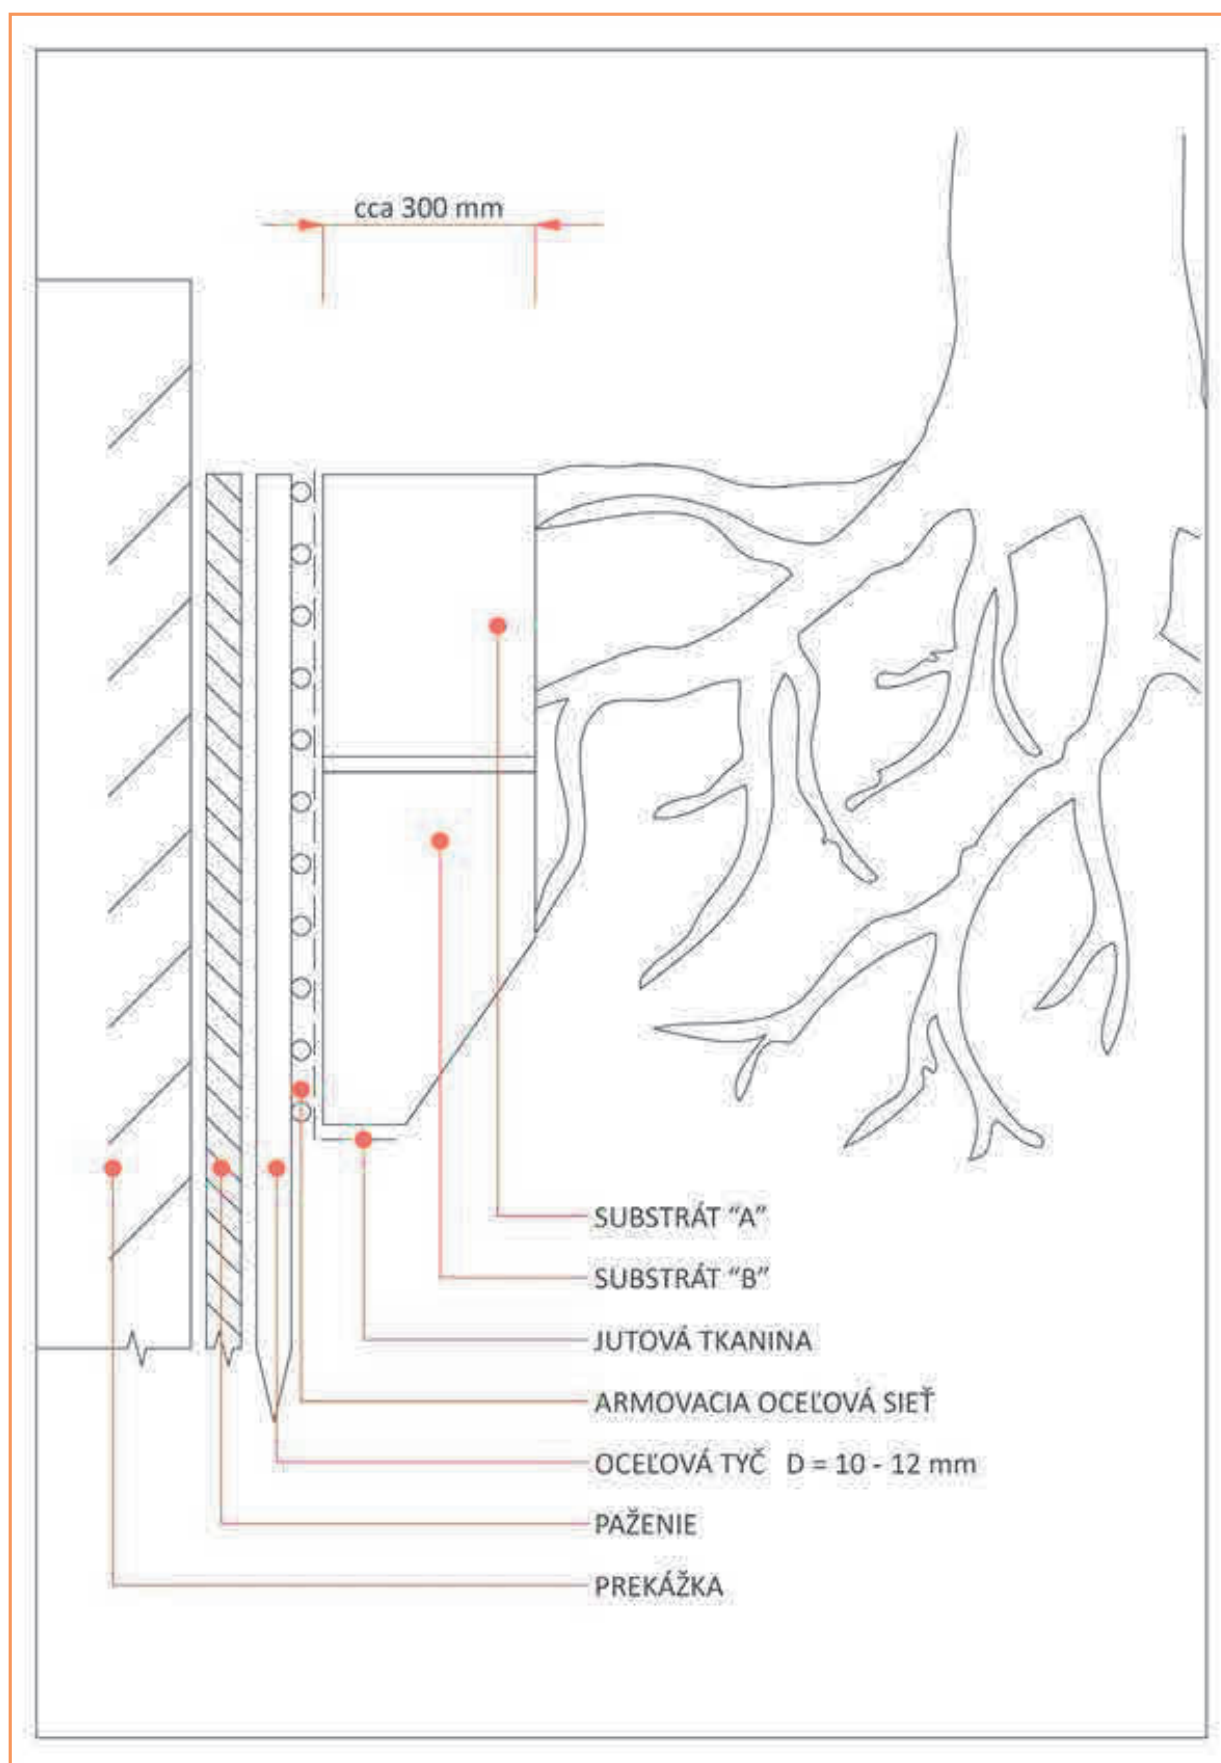 cca 300 mm
SUBSTRÁT “A”
SUBSTRÁT “B”
JUTOVÁ TKANINA
ARMOVACIA OCEĽOVÁ SIEŤ
OCEĽOVÁ TYČ D = 10 - 12 mm
PAŽENIE
PREKÁŽKA